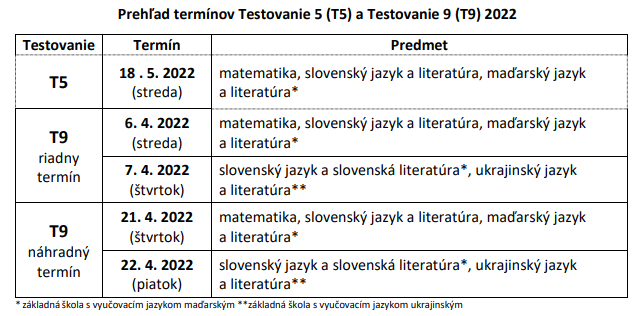 Prehľad termínov Testovanie 5 (T5) a Testovanie 9 (T9) 2022
Testovanie Termín Predmet
T5
18 . 5. 2022
(streda)
matematika, slovenský jazyk a literatúra, maďarský jazyk
a literatúra*
T9
riadny
termín
6. 4. 2022
(streda)
matematika, slovenský jazyk a literatúra, maďarský jazyk
a literatúra*
7. 4. 2022
(štvrtok)
slovenský jazyk a slovenská literatúra*, ukrajinský jazyk
a literatúra**
T9
náhradný
termín
21. 4. 2022
(štvrtok)
matematika, slovenský jazyk a literatúra, maďarský jazyk
a literatúra*
22. 4. 2022
(piatok)
slovenský jazyk a slovenská literatúra*, ukrajinský jazyk
a literatúra**
* základná škola s vyučovacím jazykom maďarským **základná škola s vyučovacím jazykom ukrajinským